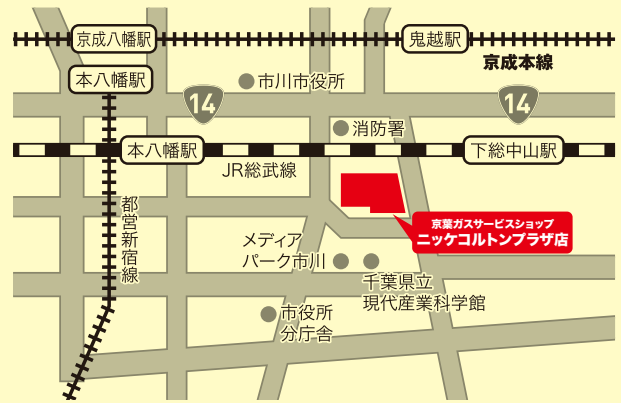 京成八幡駅
鬼越駅
京成本線
本八幡駅
市川市役所
14
14
消防署
本八幡駅
下総中山駅
JR総武線
都営新宿線
京葉ガスサービスショップ
ニッケコルトンプラザ店
メディア
パーク市川
千葉県立
現代産業科学館
市役所
分庁舎